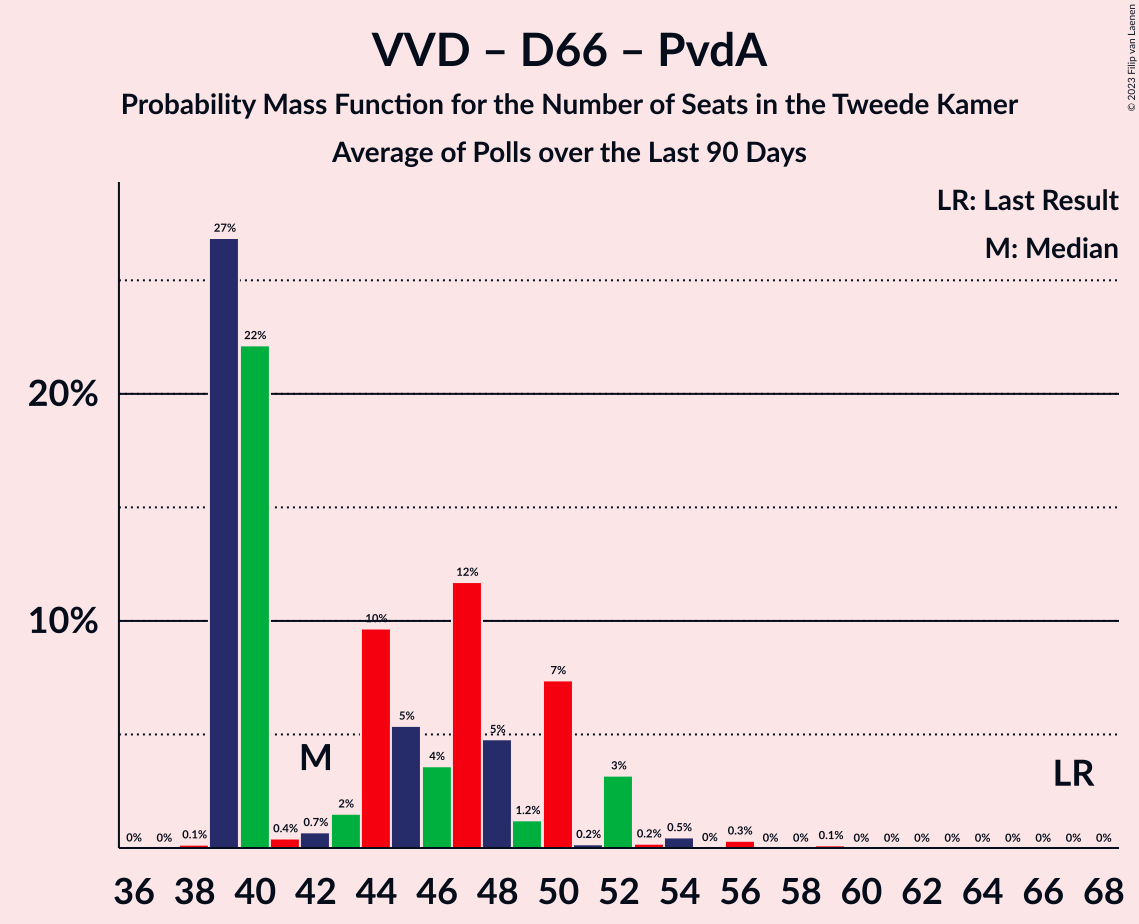 VVD – D66 – PvdA
Probability Mass Function for the Number of Seats in the Tweede Kamer
Average of Polls over the Last 90 Days
© 2023 Filip van Laenen
LR: Last Result
M: Median
27%
22%
20%
12%
10%
10%
7%
5%
5%
M
4%
3%
LR
0% 0% 0.1% 0.4% 0.7% 2% 1.2% 0.2% 0.2% 0.5% 0% 0.3% 0% 0% 0.1% 0% 0% 0% 0% 0% 0% 0% 0% 0%
36 38 40 42 44 46 48 50 52 54 56 58 60 62 64 66 68